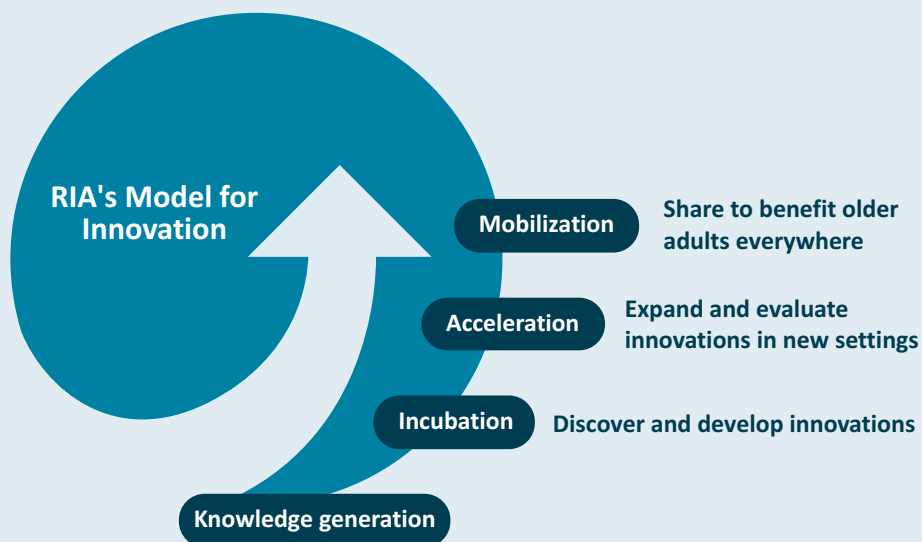 RIA's Model for
Innovation
Mobilization
Share to benefit older
adults everywhere
Acceleration
Expand and evaluate
innovations in new settings
Incubation
Discover and develop innovations
Knowledge generation